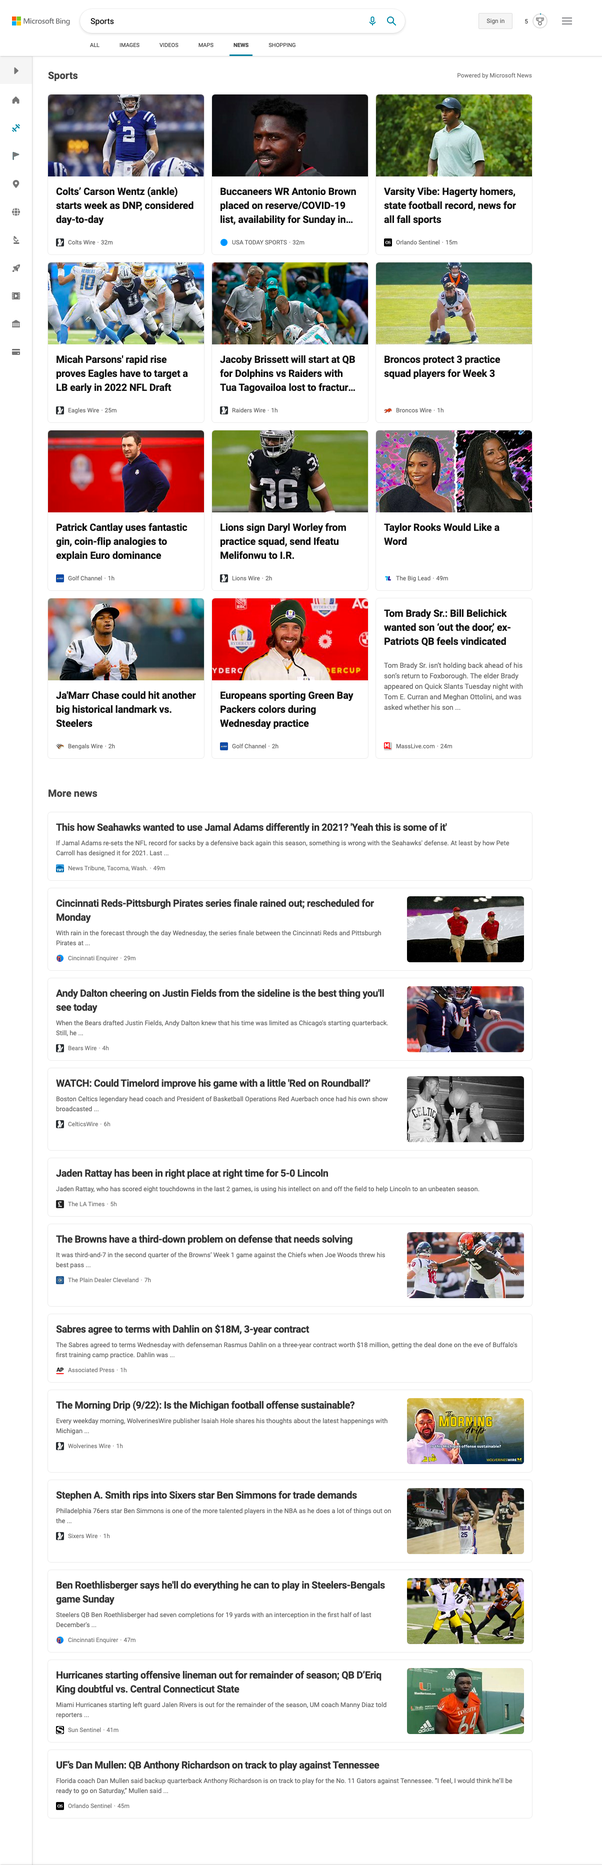 Microsoft Bing
Sports
Sign in
5
ALL
IMAGES
VIDEOS
MAPS
NEWS
SHOPPING
Sports
Powered by Microsoft News
Colts' Carson Wentz (ankle)
starts week as DNP, considered
day-to-day
Colts Wire · 32m
Buccaneers WR Antonio Brown
placed on reserve/COVID-19
list, availability for Sunday in...
USA TODAY SPORTS · 32m
Varsity Vibe: Hagerty homers,
state football record, news for
all fall sports
Orlando Sentinel · 15m
Micah Parsons' rapid rise
proves Eagles have to target a
LB early in 2022 NFL Draft
Eagles Wire · 25m
Jacoby Brissett will start at QB
for Dolphins vs Raiders with
Tua Tagovailoa lost to fractur...
Raiders Wire · 1h
Broncos protect 3 practice
squad players for Week 3
Broncos Wire · 1h
Patrick Cantlay uses fantastic
gin, coin-flip analogies to
explain Euro dominance
Golf Channel · 1h
Lions sign Daryl Worley from
practice squad, send Ifeatu
Melifonwu to I.R.
Lions Wire · 2h
Taylor Rooks Would Like a
Word
The Big Lead · 49m
Ja'Marr Chase could hit another
big historical landmark vs.
Steelers
Bengals Wire · 2h
Europeans sporting Green Bay
Packers colors during
Wednesday practice
Golf Channel · 2h
Tom Brady Sr.: Bill Belichick
wanted son 'out the door,' ex-
Patriots QB feels vindicated
Tom Brady Sr. isn't holding back ahead of his
son's return to Foxborough. The elder Brady
appeared on Quick Slants Tuesday night with
Tom E. Curran and Meghan Ottolini, and was
asked whether his son ...
MassLive.com · 24m
More news
This how Seahawks wanted to use Jamal Adams differently in 2021? 'Yeah this is some of it'
If Jamal Adams re-sets the NFL record for sacks by a defensive back again this season, something is wrong with the Seahawks' defense. At least by how Pete
Carroll has designed it for 2021. Last ...
News Tribune, Tacoma, Wash. · 49m
Cincinnati Reds-Pittsburgh Pirates series finale rained out; rescheduled for
Monday
With rain in the forecast through the day Wednesday, the series finale between the Cincinnati Reds and Pittsburgh
Pirates at ...
Cincinnati Enquirer · 29m
Andy Dalton cheering on Justin Fields from the sideline is the best thing you'll
see today
When the Bears drafted Justin Fields, Andy Dalton knew that his time was limited as Chicago's starting quarterback.
Still, he ...
Bears Wire · 4h
WATCH: Could Timelord improve his game with a little 'Red on Roundball?'
Boston Celtics legendary head coach and President of Basketball Operations Red Auerbach once had his own show
broadcasted ...
CelticsWire · 6h
Jaden Rattay has been in right place at right time for 5-0 Lincoln
Jaden Rattay, who has scored eight touchdowns in the last 2 games, is using his intellect on and off the field to help Lincoln to an unbeaten season.
The LA Times · 5h
The Browns have a third-down problem on defense that needs solving
It was third-and-7 in the second quarter of the Browns' Week 1 game against the Chiefs when Joe Woods threw his
best pass ...
The Plain Dealer Cleveland · 7h
Sabres agree to terms with Dahlin on $18M, 3-year contract
The Sabres agreed to terms Wednesday with defenseman Rasmus Dahlin on a three-year contract worth $18 million, getting the deal done on the eve of Buffalo's
first training camp practice. Dahlin was ...
AP Associated Press · 1h
The Morning Drip (9/22): Is the Michigan football offense sustainable?
Every weekday morning, WolverinesWire publisher Isaiah Hole shares his thoughts about the latest happenings with
Michigan ...
Wolverines Wire · 1h
The
MORNING
drip
Stephen A. Smith rips into Sixers star Ben Simmons for trade demands
Philadelphia 76ers star Ben Simmons is one of the more talented players in the NBA as he does a lot of things out on
the ...
Sixers Wire · 1h
Ben Roethlisberger says he'll do everything he can to play in Steelers-Bengals
game Sunday
Steelers QB Ben Roethlisberger had seven completions for 19 yards with an interception in the first half of last
December's ...
Cincinnati Enquirer · 47m
Hurricanes starting offensive lineman out for remainder of season; QB D'Eriq
King doubtful vs. Central Connecticut State
Miami Hurricanes starting left guard Jalen Rivers is out for the remainder of the season, UM coach Manny Diaz told
reporters ...
Sun Sentinel · 41m
UF's Dan Mullen: QB Anthony Richardson on track to play against Tennessee
Florida coach Dan Mullen said backup quarterback Anthony Richardson is on track to play for the No. 11 Gators against Tennessee. "I feel, I would think he'll be
ready to go on Saturday," Mullen said ...
Orlando Sentinel · 45m